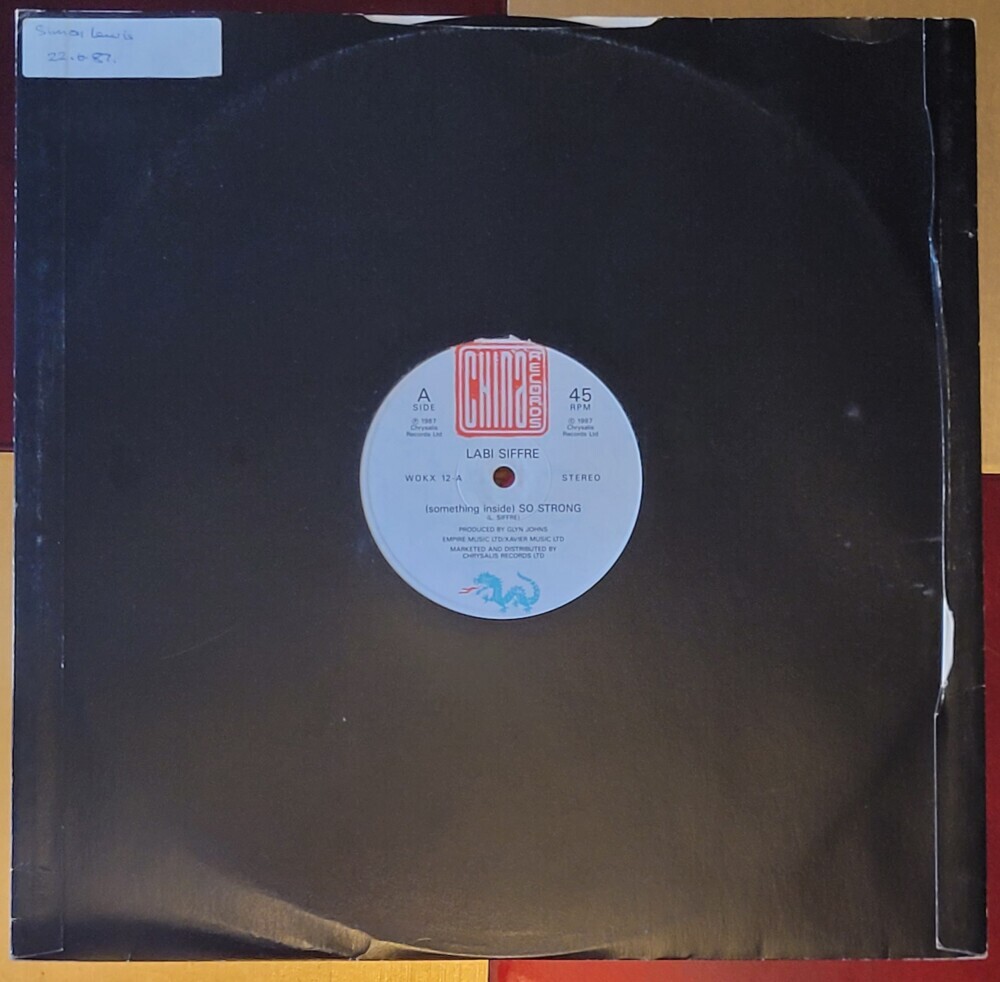 Simon Lewis
22.6.87.
CHINA RECORDS
A
SIDE
45
RPM
℗ 1987
Chrysalis
Records Ltd
© 1987
Chrysalis
Records Ltd
LABI SIFFRE
WOKX 12-A
STEREO
(something inside) SO STRONG
(L. SIFFRE)
PRODUCED BY GLYN JOHNS
EMPIRE MUSIC LTD/XAVIER MUSIC LTD
MARKETED AND DISTRIBUTED BY
CHRYSALIS RECORDS LTD